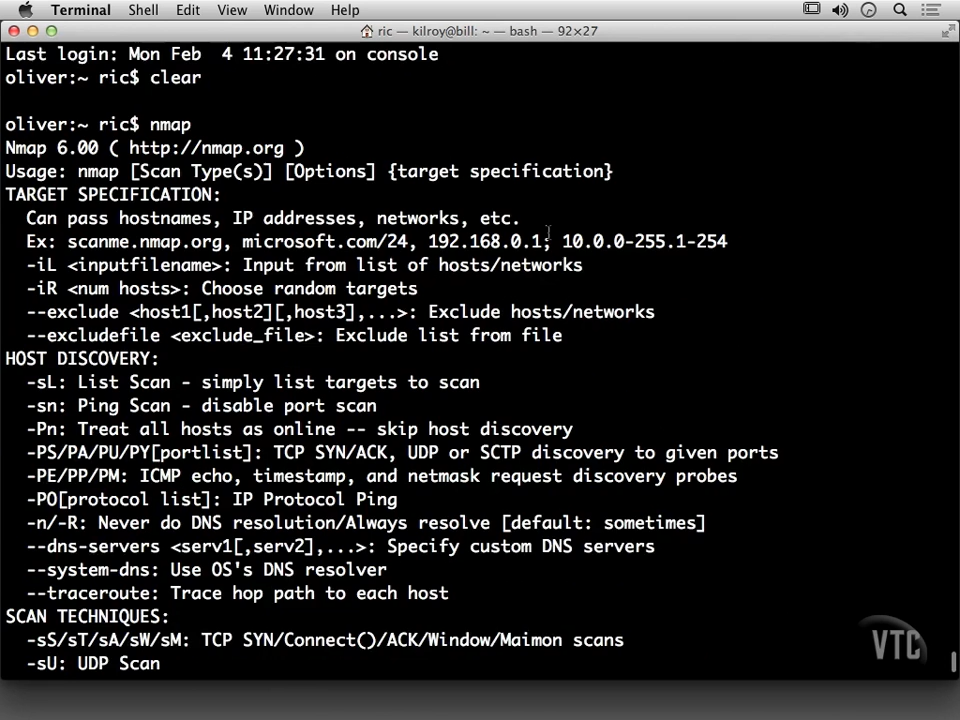 Terminal Shell Edit View Window Help
ric — kilroy@bill: ~ — bash — 92×27
Last login: Mon Feb  4 11:27:31 on console
oliver:~ ric$ clear
oliver:~ ric$ nmap
Nmap 6.00 ( http://nmap.org )
Usage: nmap [Scan Type(s)] [Options] {target specification}
TARGET SPECIFICATION:
  Can pass hostnames, IP addresses, networks, etc.
  Ex: scanme.nmap.org, microsoft.com/24, 192.168.0.1; 10.0.0-255.1-254
  -iL <inputfilename>: Input from list of hosts/networks
  -iR <num hosts>: Choose random targets
  --exclude <host1[,host2][,host3],...>: Exclude hosts/networks
  --excludefile <exclude_file>: Exclude list from file
HOST DISCOVERY:
  -sL: List Scan - simply list targets to scan
  -sn: Ping Scan - disable port scan
  -Pn: Treat all hosts as online -- skip host discovery
  -PS/PA/PU/PY[portlist]: TCP SYN/ACK, UDP or SCTP discovery to given ports
  -PE/PP/PM: ICMP echo, timestamp, and netmask request discovery probes
  -PO[protocol list]: IP Protocol Ping
  -n/-R: Never do DNS resolution/Always resolve [default: sometimes]
  --dns-servers <serv1[,serv2],...>: Specify custom DNS servers
  --system-dns: Use OS's DNS resolver
  --traceroute: Trace hop path to each host
SCAN TECHNIQUES:
  -sS/sT/sA/sW/sM: TCP SYN/Connect()/ACK/Window/Maimon scans
  -sU: UDP Scan
VTC